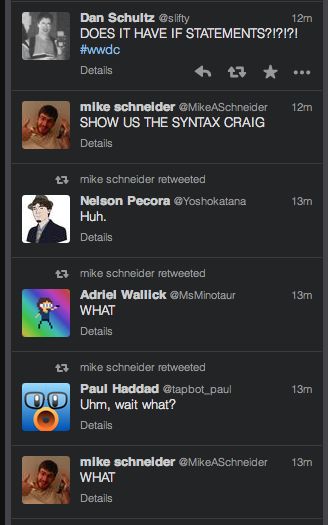 Dan Schultz @slifty 12m
DOES IT HAVE IF STATEMENTS?!?!?!
#wwdc
Details
mike schneider @MikeASchneider 12m
SHOW US THE SYNTAX CRAIG
Details
mike schneider retweeted
Nelson Pecora @Yoshokatana 13m
Huh.
Details
mike schneider retweeted
Adriel Wallick @MsMinotaur 13m
WHAT
Details
mike schneider retweeted
Paul Haddad @tapbot_paul 13m
Uhm, wait what?
Details
mike schneider @MikeASchneider 13m
WHAT
Details